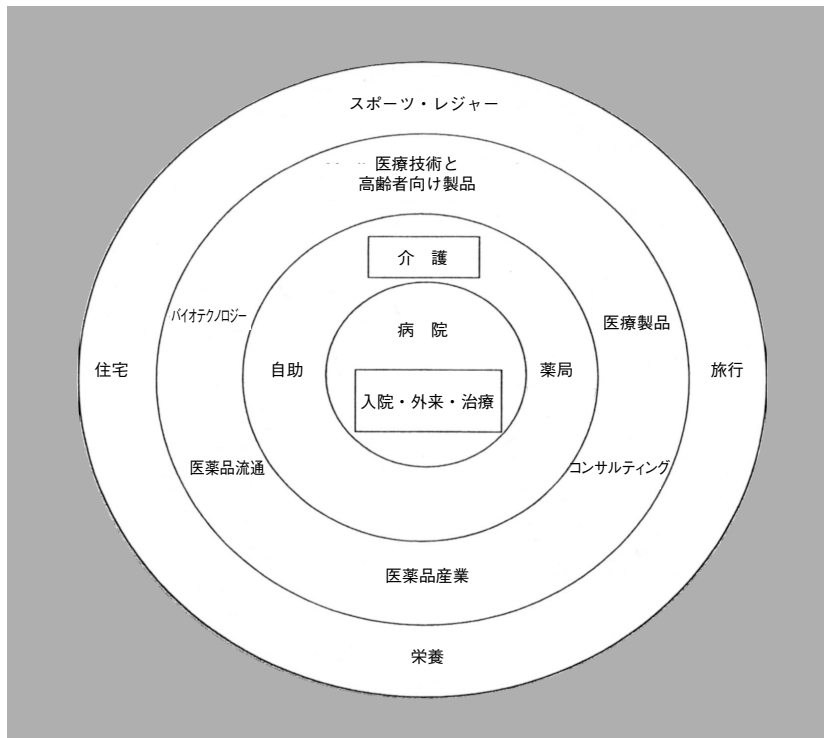 スポーツ・レジャー
医療技術と
高齢者向け製品
介　護
バイオテクノロジー
病　院
医療製品
住宅
自助
薬局
旅行
入院・外来・治療
医薬品流通
コンサルティング
医薬品産業
栄養